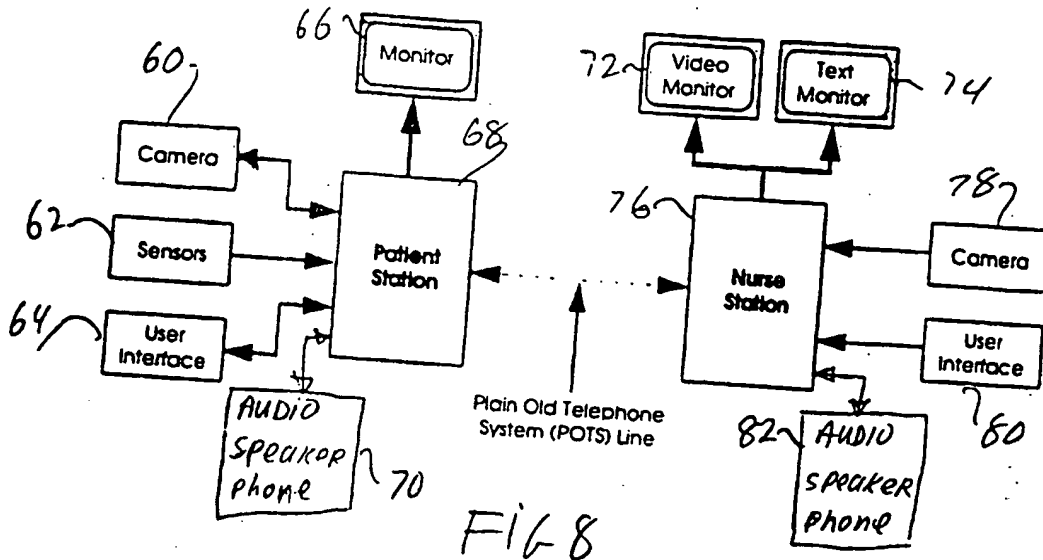 66
Monitor
60
Camera
68
62
Sensors
Patient
Station
64
User
Interface
AUDIO
speaker
phone
70
Plain Old Telephone
System (POTS) Line
72
Video
Monitor
Text
Monitor
74
76
Nurse
Station
78
Camera
User
Interface
80
82
AUDIO
speaker
phone
FIG 8